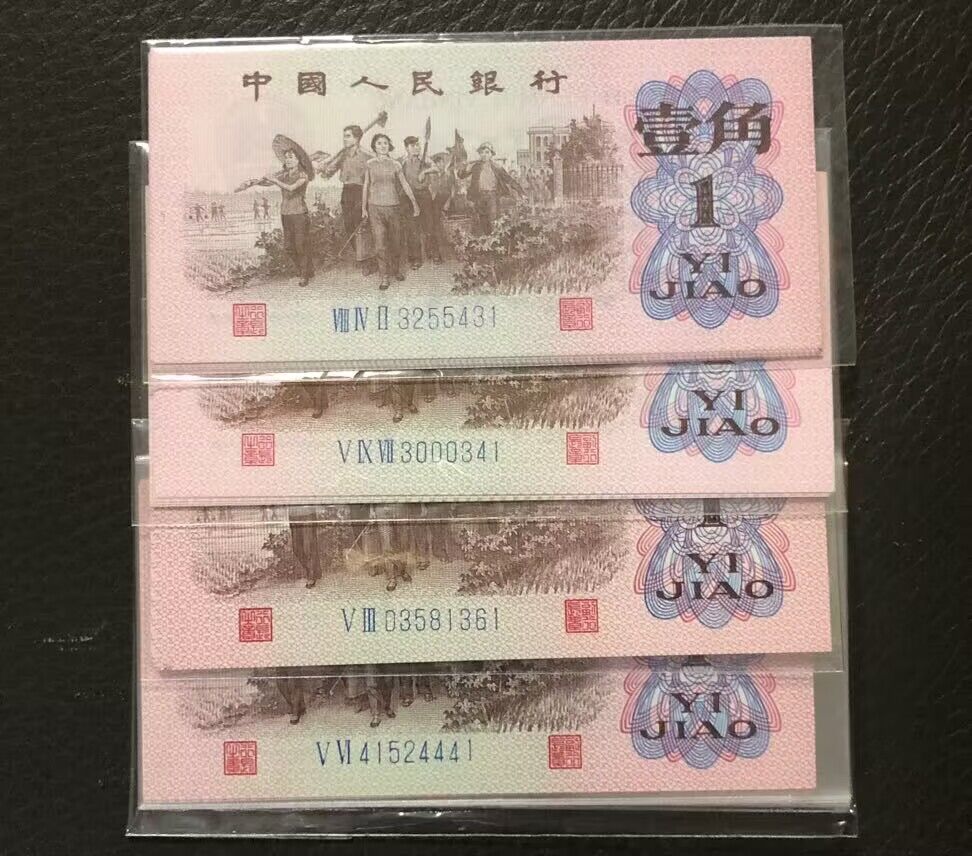 中國人民銀行
壹角
1
YI
JIAO
VIII IV II 3255431
YI
JIAO
V IX VII 3000341
1
YI
JIAO
V III 03581361
YI
JIAO
V VI 41524441